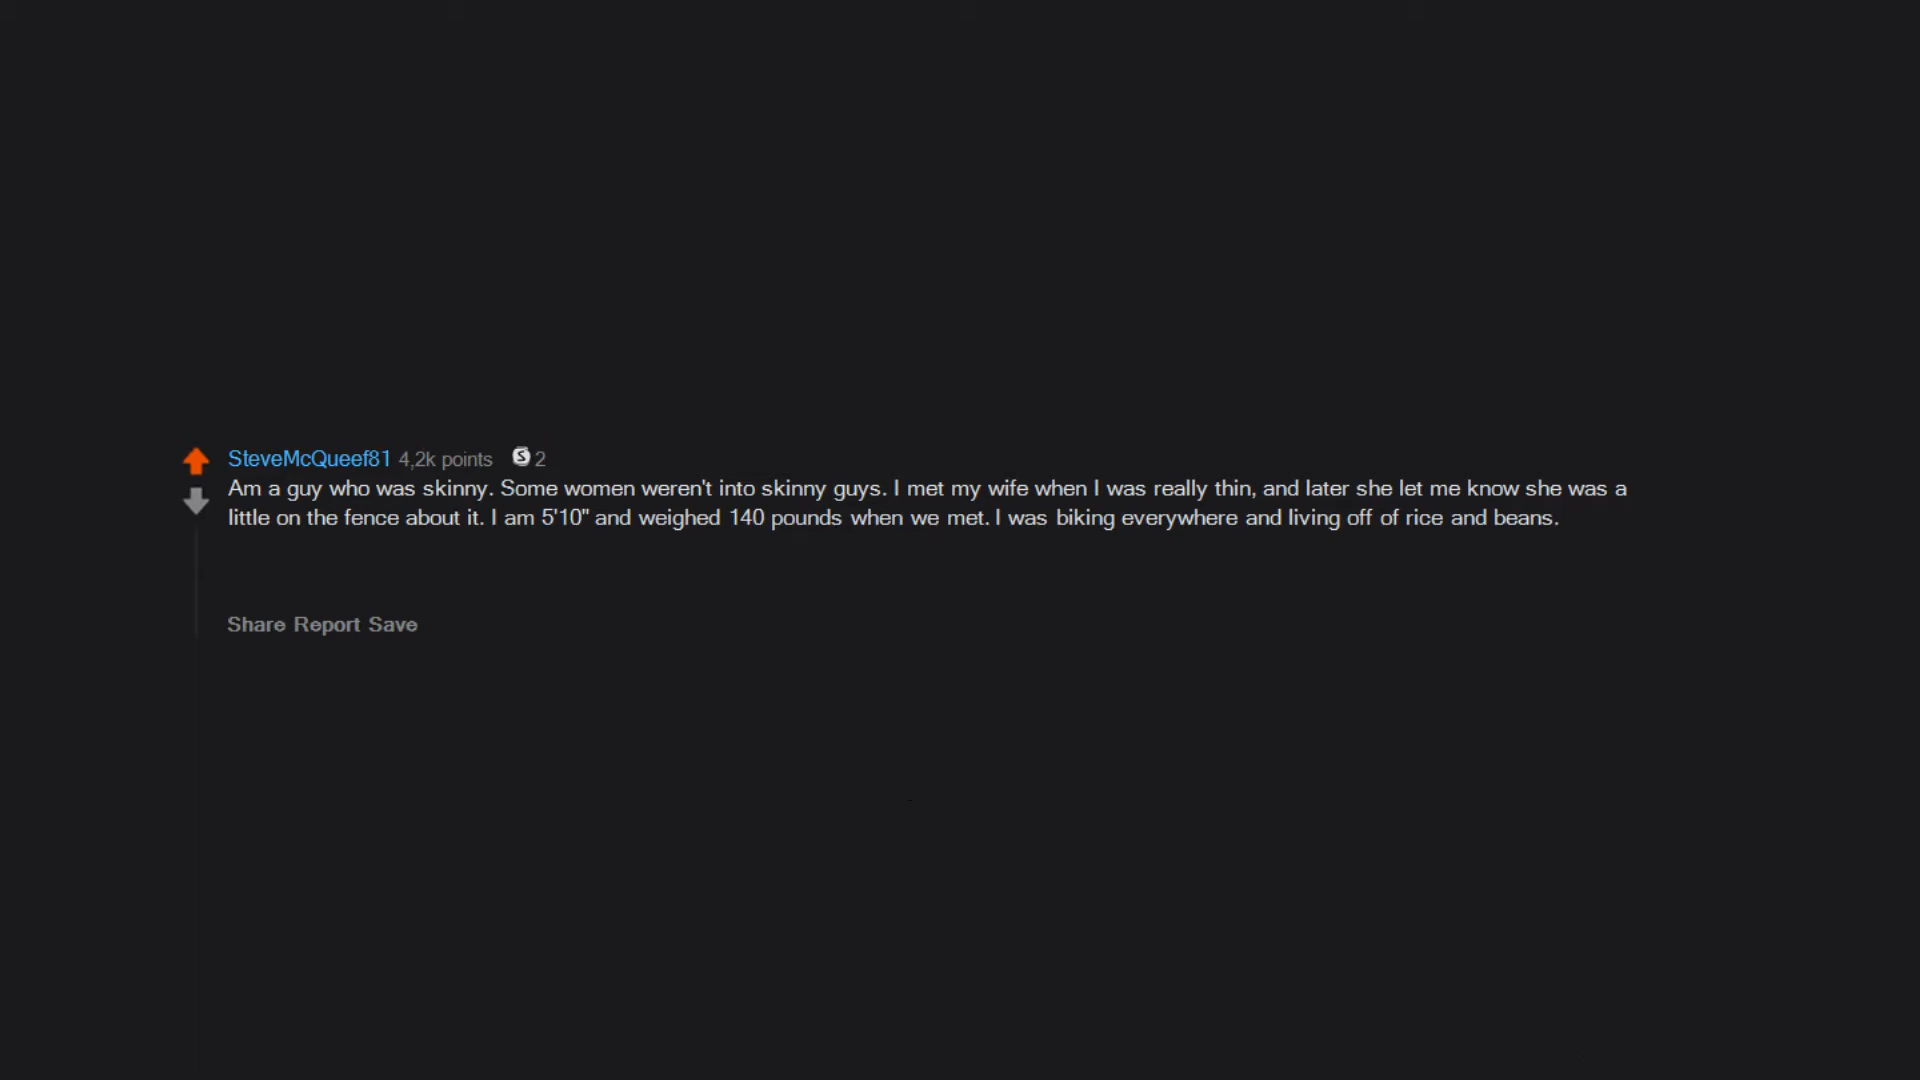 SteveMcQueef81 4,2k points S 2
Am a guy who was skinny. Some women weren't into skinny guys. I met my wife when I was really thin, and later she let me know she was a
little on the fence about it. I am 5'10" and weighed 140 pounds when we met. I was biking everywhere and living off of rice and beans.
Share Report Save